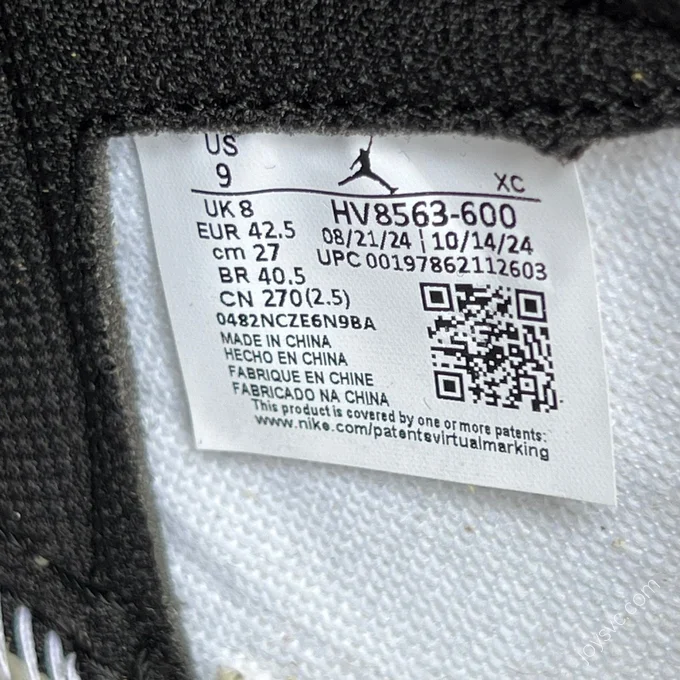 US
9
XC
UK 8
HV8563-600
EUR 42.5
08/21/24 | 10/14/24
cm 27
UPC 00197862112603
BR 40.5
CN 270(2.5)
0482NCZE6N9BA
MADE IN CHINA
HECHO EN CHINA
FABRIQUE EN CHINE
FABRICADO NA CHINA
This product is covered by one or more patents:
www.nike.com/patentsvirtualmarking